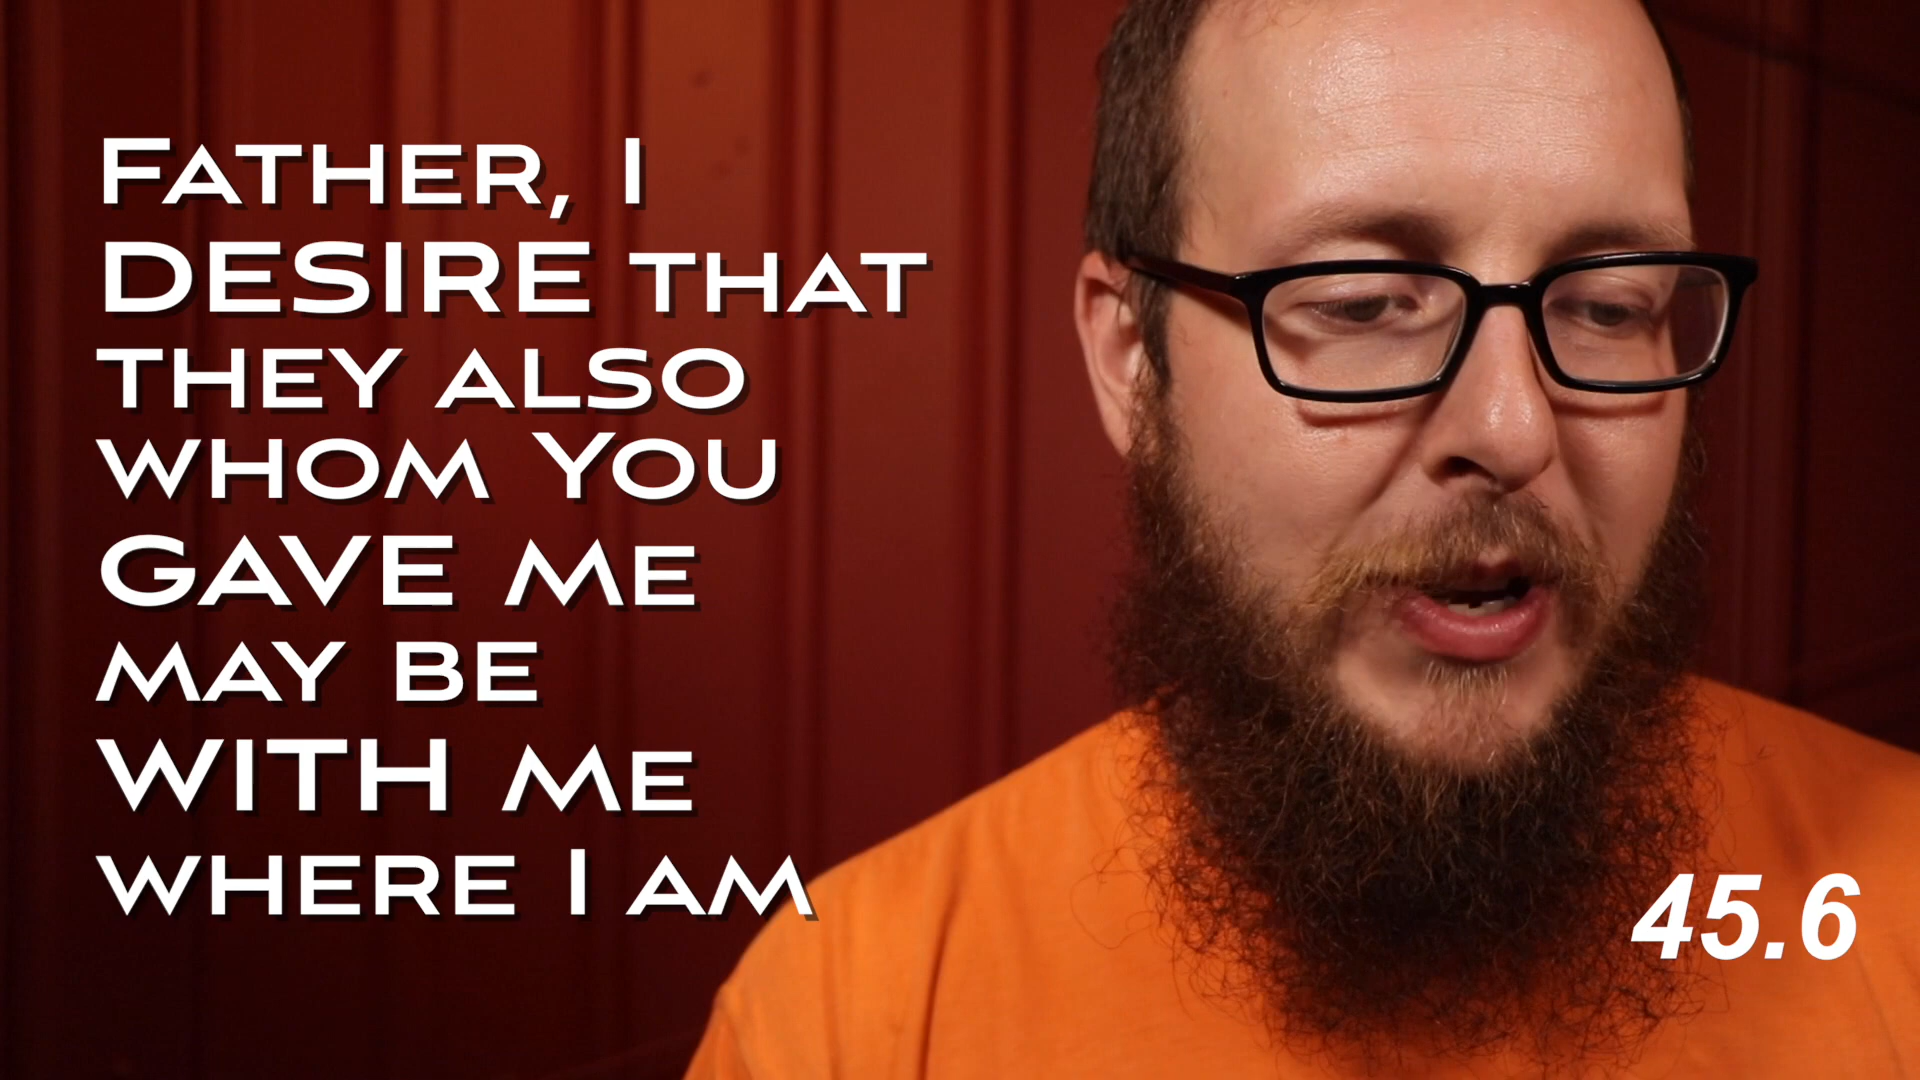 Father, I
DESIRE that
they also
whom You
GAVE Me
may be
WITH Me
where I am
45.6